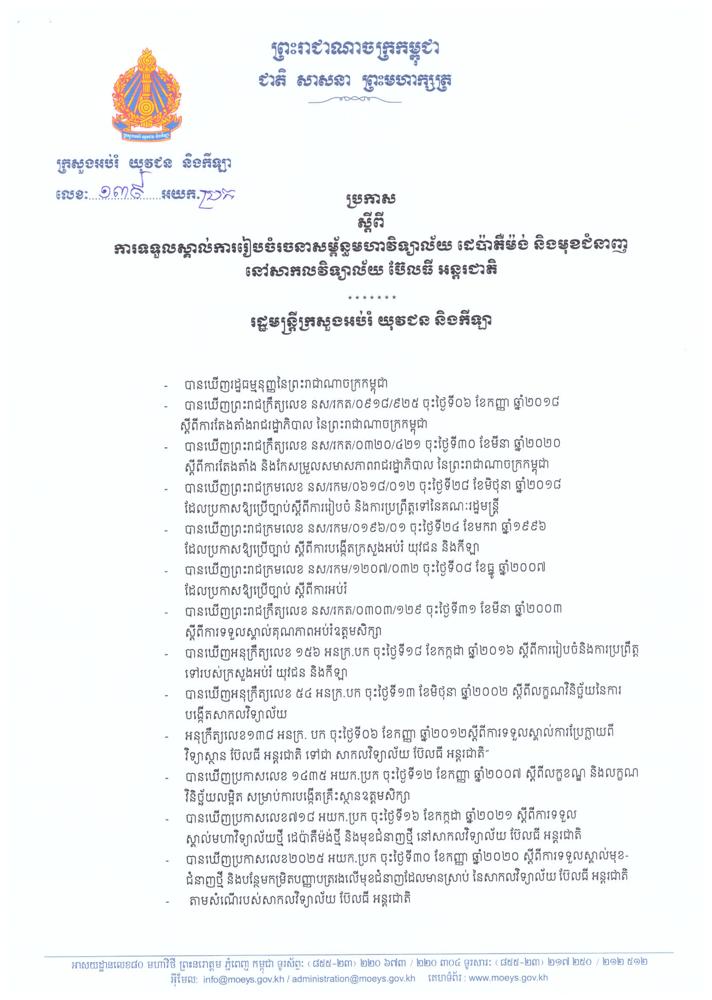 ព្រះរាជាណាចក្រកម្ពុជា
ជាតិ សាសនា ព្រះមហាក្សត្រ
ក្រសួងអប់រំ យុវជន និងកីឡា
លេខ:...១៣៩...អយក.ប្រក
ប្រកាស
ស្ដីពី
ការទទួលស្គាល់ការរៀបចំរចនាសម្ព័ន្ធមហាវិទ្យាល័យ ដេប៉ាតឺម៉ង់ និងមុខជំនាញ
នៅសាកលវិទ្យាល័យ ប៊ែលធី អន្តរជាតិ
*******
រដ្ឋមន្ត្រីក្រសួងអប់រំ យុវជន និងកីឡា
- បានឃើញរដ្ឋធម្មនុញ្ញនៃព្រះរាជាណាចក្រកម្ពុជា
- បានឃើញព្រះរាជក្រឹត្យលេខ នស/រកត/០៩១៨/៩២៥ ចុះថ្ងៃទី០៦ ខែកញ្ញា ឆ្នាំ២០១៨
ស្ដីពីការតែងតាំងរាជរដ្ឋាភិបាល នៃព្រះរាជាណាចក្រកម្ពុជា
- បានឃើញព្រះរាជក្រឹត្យលេខ នស/រកត/០៣២០/៤២១ ចុះថ្ងៃទី៣០ ខែមីនា ឆ្នាំ២០២០
ស្ដីពីការតែងតាំង និងកែសម្រួលសមាសភាពរាជរដ្ឋាភិបាល នៃព្រះរាជាណាចក្រកម្ពុជា
- បានឃើញព្រះរាជក្រមលេខ នស/រកម/០៦១៨/០១២ ចុះថ្ងៃទី២៨ ខែមិថុនា ឆ្នាំ២០១៨
ដែលប្រកាសឱ្យប្រើច្បាប់ស្ដីពីការរៀបចំ និងការប្រព្រឹត្តទៅនៃគណៈរដ្ឋមន្ត្រី
- បានឃើញព្រះរាជក្រមលេខ នស/រកម/០១៩៦/០១ ចុះថ្ងៃទី២៤ ខែមករា ឆ្នាំ១៩៩៦
ដែលប្រកាសឱ្យប្រើច្បាប់ ស្ដីពីការបង្កើតក្រសួងអប់រំ យុវជន និងកីឡា
- បានឃើញព្រះរាជក្រមលេខ នស/រកម/១២០៧/០៣២ ចុះថ្ងៃទី០៨ ខែធ្នូ ឆ្នាំ២០០៧
ដែលប្រកាសឱ្យប្រើច្បាប់ ស្ដីពីការអប់រំ
- បានឃើញព្រះរាជក្រឹត្យលេខ នស/រកត/០៣០៣/១២៩ ចុះថ្ងៃទី៣១ ខែមីនា ឆ្នាំ២០០៣
ស្ដីពីការទទួលស្គាល់គុណភាពអប់រំឧត្តមសិក្សា
- បានឃើញអនុក្រឹត្យលេខ ១៥៦ អនក្រ.បក ចុះថ្ងៃទី១៨ ខែកក្កដា ឆ្នាំ២០១៦ ស្ដីពីការរៀបចំនិងការប្រព្រឹត្ត
ទៅរបស់ក្រសួងអប់រំ យុវជន និងកីឡា
- បានឃើញអនុក្រឹត្យលេខ ៥៤ អនក្រ.បក ចុះថ្ងៃទី១៣ ខែមិថុនា ឆ្នាំ២០០២ ស្ដីពីលក្ខណវិនិច្ឆ័យនៃការ
បង្កើតសាកលវិទ្យាល័យ
- អនុក្រឹត្យលេខ១៣៨ អនក្រ. បក ចុះថ្ងៃទី០៦ ខែកញ្ញា ឆ្នាំ២០១២ស្ដីពីការទទួលស្គាល់ការប្រែក្លាយពី
វិទ្យាស្ថាន ប៊ែលធី អន្តរជាតិ ទៅជា សាកលវិទ្យាល័យ ប៊ែលធី អន្តរជាតិ"
- បានឃើញប្រកាសលេខ ១៤៣៥ អយក.ប្រក ចុះថ្ងៃទី១២ ខែកញ្ញា ឆ្នាំ២០០៧ ស្ដីពីលក្ខខណ្ឌ និងលក្ខណ
វិនិច្ឆ័យលម្អិត សម្រាប់ការបង្កើតគ្រឹះស្ថានឧត្តមសិក្សា
- បានឃើញប្រកាសលេខ៧១៨ អយក.ប្រក ចុះថ្ងៃទី១៦ ខែកក្កដា ឆ្នាំ២០២១ ស្ដីពីការទទួល
ស្គាល់មហាវិទ្យាល័យថ្មី ដេប៉ាតឺម៉ង់ថ្មី និងមុខជំនាញថ្មី នៅសាកលវិទ្យាល័យ ប៊ែលធី អន្តរជាតិ
- បានឃើញប្រកាសលេខ២០២៥ អយក.ប្រក ចុះថ្ងៃទី៣០ ខែកញ្ញា ឆ្នាំ២០២០ ស្ដីពីការទទួលស្គាល់មុខ-
ជំនាញថ្មី និងបន្ថែមកម្រិតបញ្ញាបត្ររងលើមុខជំនាញដែលមានស្រាប់ នៃសាកលវិទ្យាល័យ ប៊ែលធី អន្តរជាតិ
- តាមសំណើរបស់សាកលវិទ្យាល័យ ប៊ែលធី អន្តរជាតិ
អាសយដ្ឋានលេខ៨០ មហាវិថី ព្រះនរោត្តម ភ្នំពេញ កម្ពុជា ទូរស័ព្ទ: (៨៥៥-២៣) ២២០ ៦៧៣ / ២២០ ៣០៤ ទូរសារ: (៨៥៥-២៣) ២១៧ ២៥០ / ២១២ ៥១២
អ៊ីម៉ែល: info@moeys.gov.kh / administration@moeys.gov.kh គេហទំព័រ : www.moeys.gov.kh